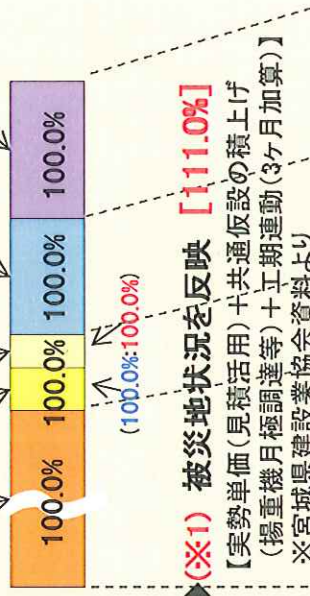 100.0% 100.0% 100.0% 100.0% 100.0%
(100.0%:100.0%)
(※1) 被災地状況を反映 [111.0%]
【実勢単価(見積活用)＋共通仮設の積上げ
(揚重機月極調達等)＋工期連動(3ヶ月加算)】
※宮城県建設業協会資料より